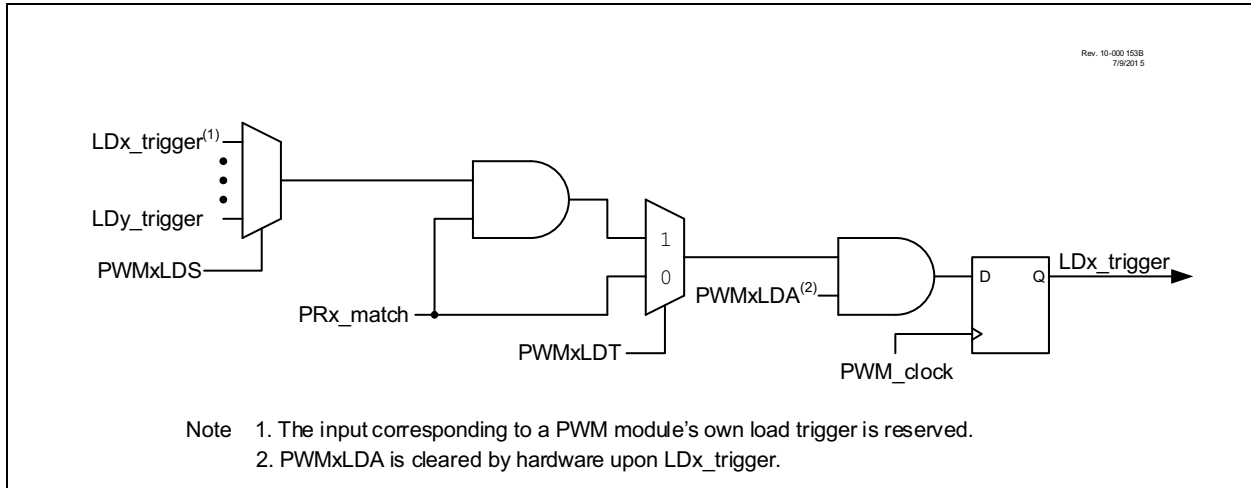 Rev. 10-000 153B
7/9/201 5
LDx_trigger(1)
LDy_trigger
PWMxLDS
PRx_match
1
0
PWMxLDT
PWMxLDA(2)
D
Q
LDx_trigger
PWM_clock
Note 1. The input corresponding to a PWM module's own load trigger is reserved.
2. PWMxLDA is cleared by hardware upon LDx_trigger.